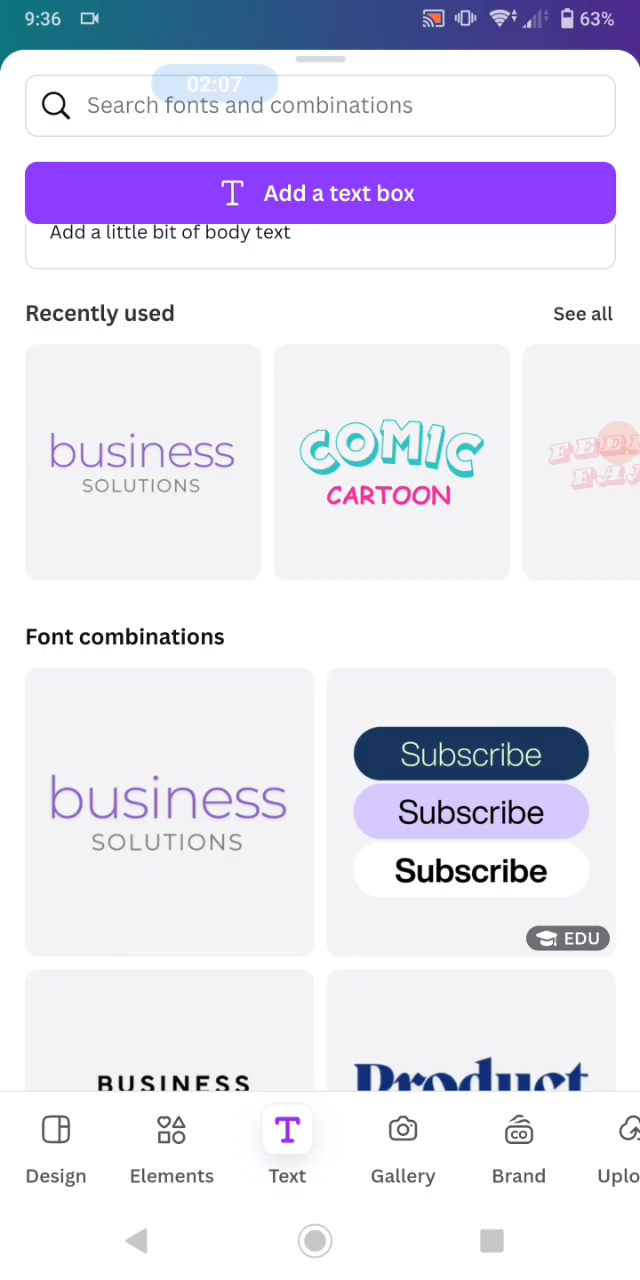 9:36
63%
02:07
Search fonts and combinations
Add a text box
Add a little bit of body text
Recently used
See all
business
SOLUTIONS
COMIC
CARTOON
Font combinations
business
SOLUTIONS
Subscribe
Subscribe
Subscribe
EDU
BUSINESS
Product
Design
Elements
Text
Gallery
CO
Brand
Uplo